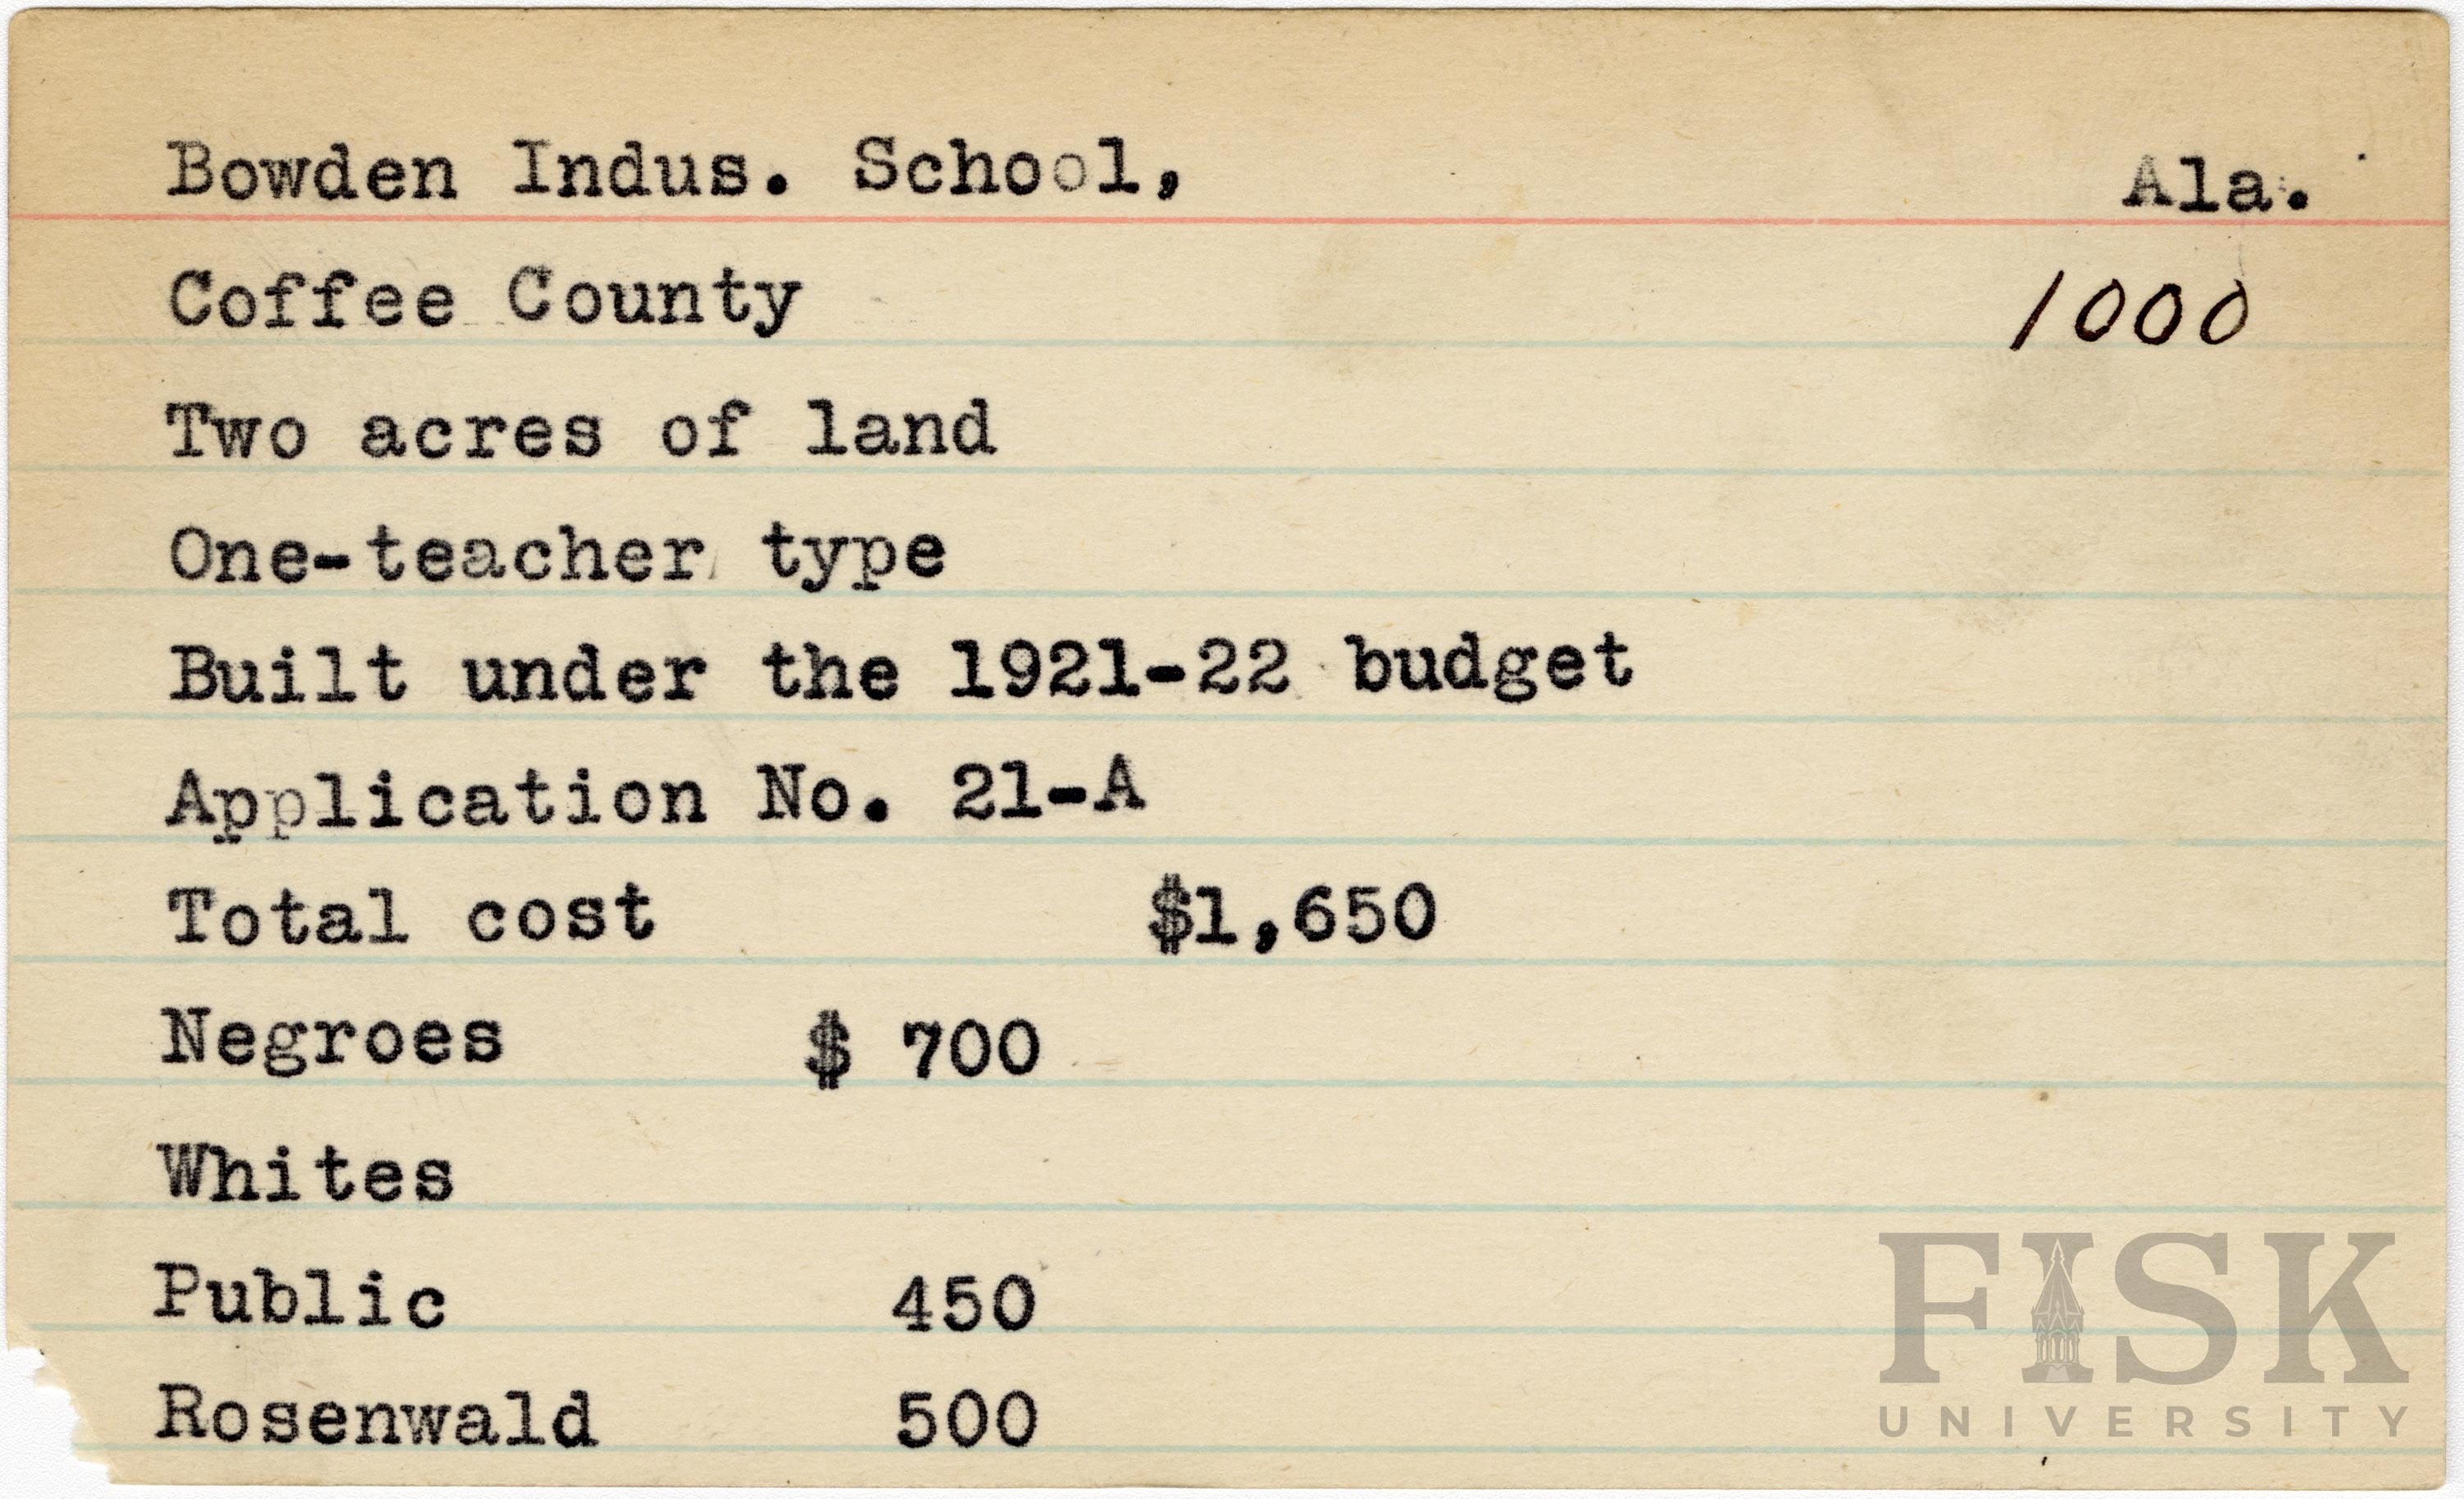 Bowden Indus. School, Ala.
Coffee County 1000
Two acres of land
One-teacher type
Built under the 1921-22 budget
Application No. 21-A
Total cost $1,650
Negroes $ 700
Whites
Public 450
Rosenwald 500
FISK
UNIVERSITY